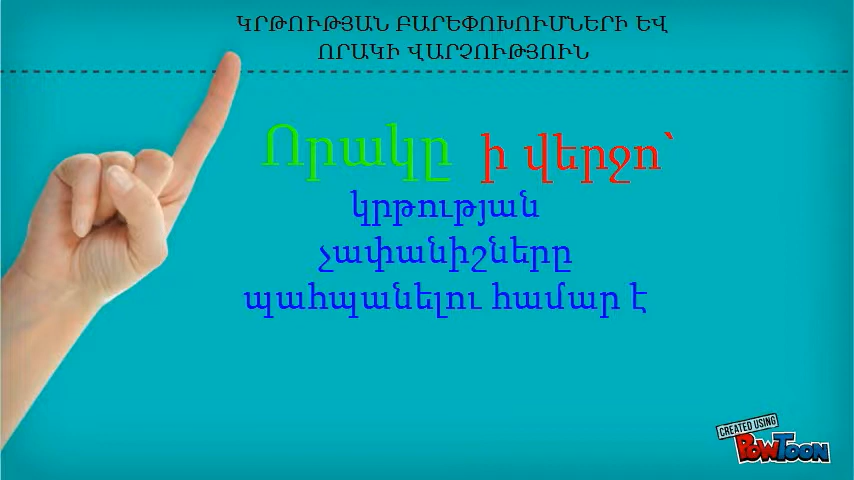 ԿՐԹՈՒԹՅԱՆ ԲԱՐԵՓՈԽՈՒՄՆԵՐԻ ԵՎ
ՈՐԱԿԻ ՎԱՐՉՈՒԹՅՈՒՆ
Որակը ի վերջո՝
կրթության
չափանիշները
պահպանելու համար է
CREATED USING
POWTOON